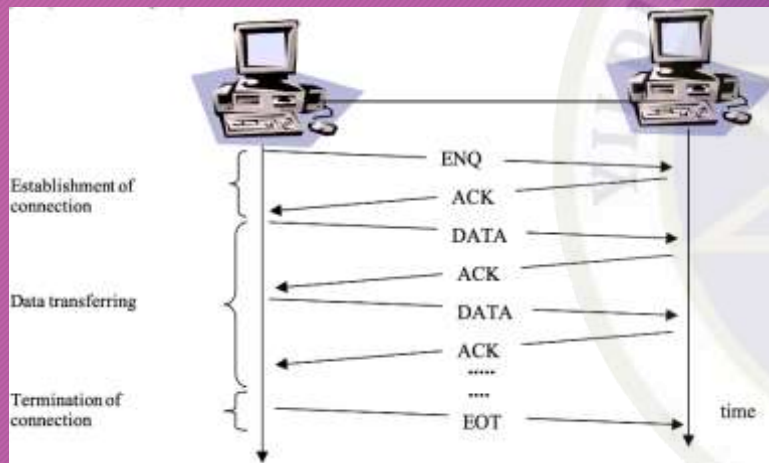 ENQ
Establishment of
connection
ACK
DATA
ACK
Data transferring
DATA
ACK
.....
....
Termination of
connection
EOT
time